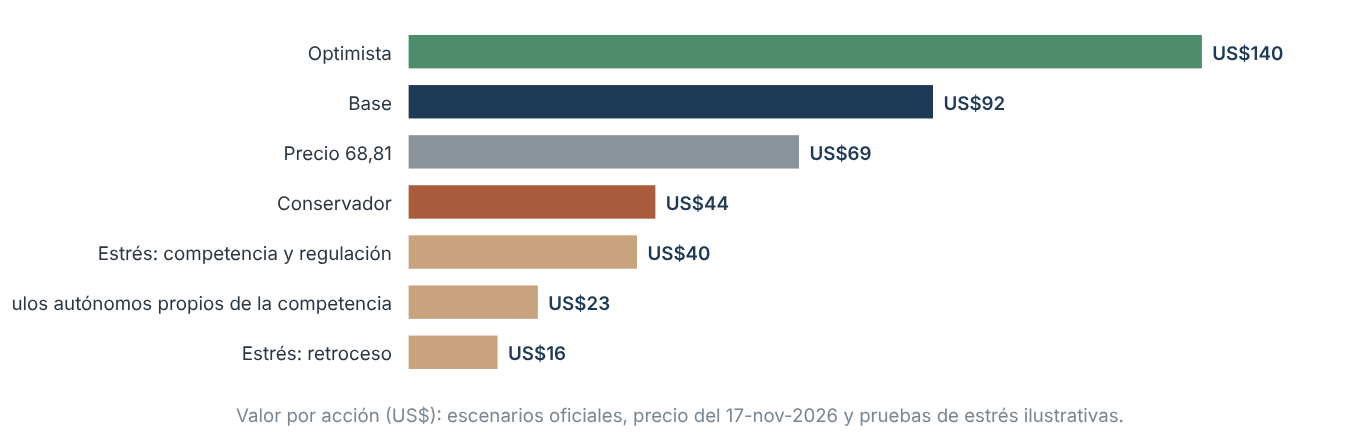 Optimista US$140
Base US$92
Precio 68,81 US$69
Conservador US$44
Estrés: competencia y regulación US$40
ulos autónomos propios de la competencia US$23
Estrés: retroceso US$16
Valor por acción (US$): escenarios oficiales, precio del 17-nov-2026 y pruebas de estrés ilustrativas.